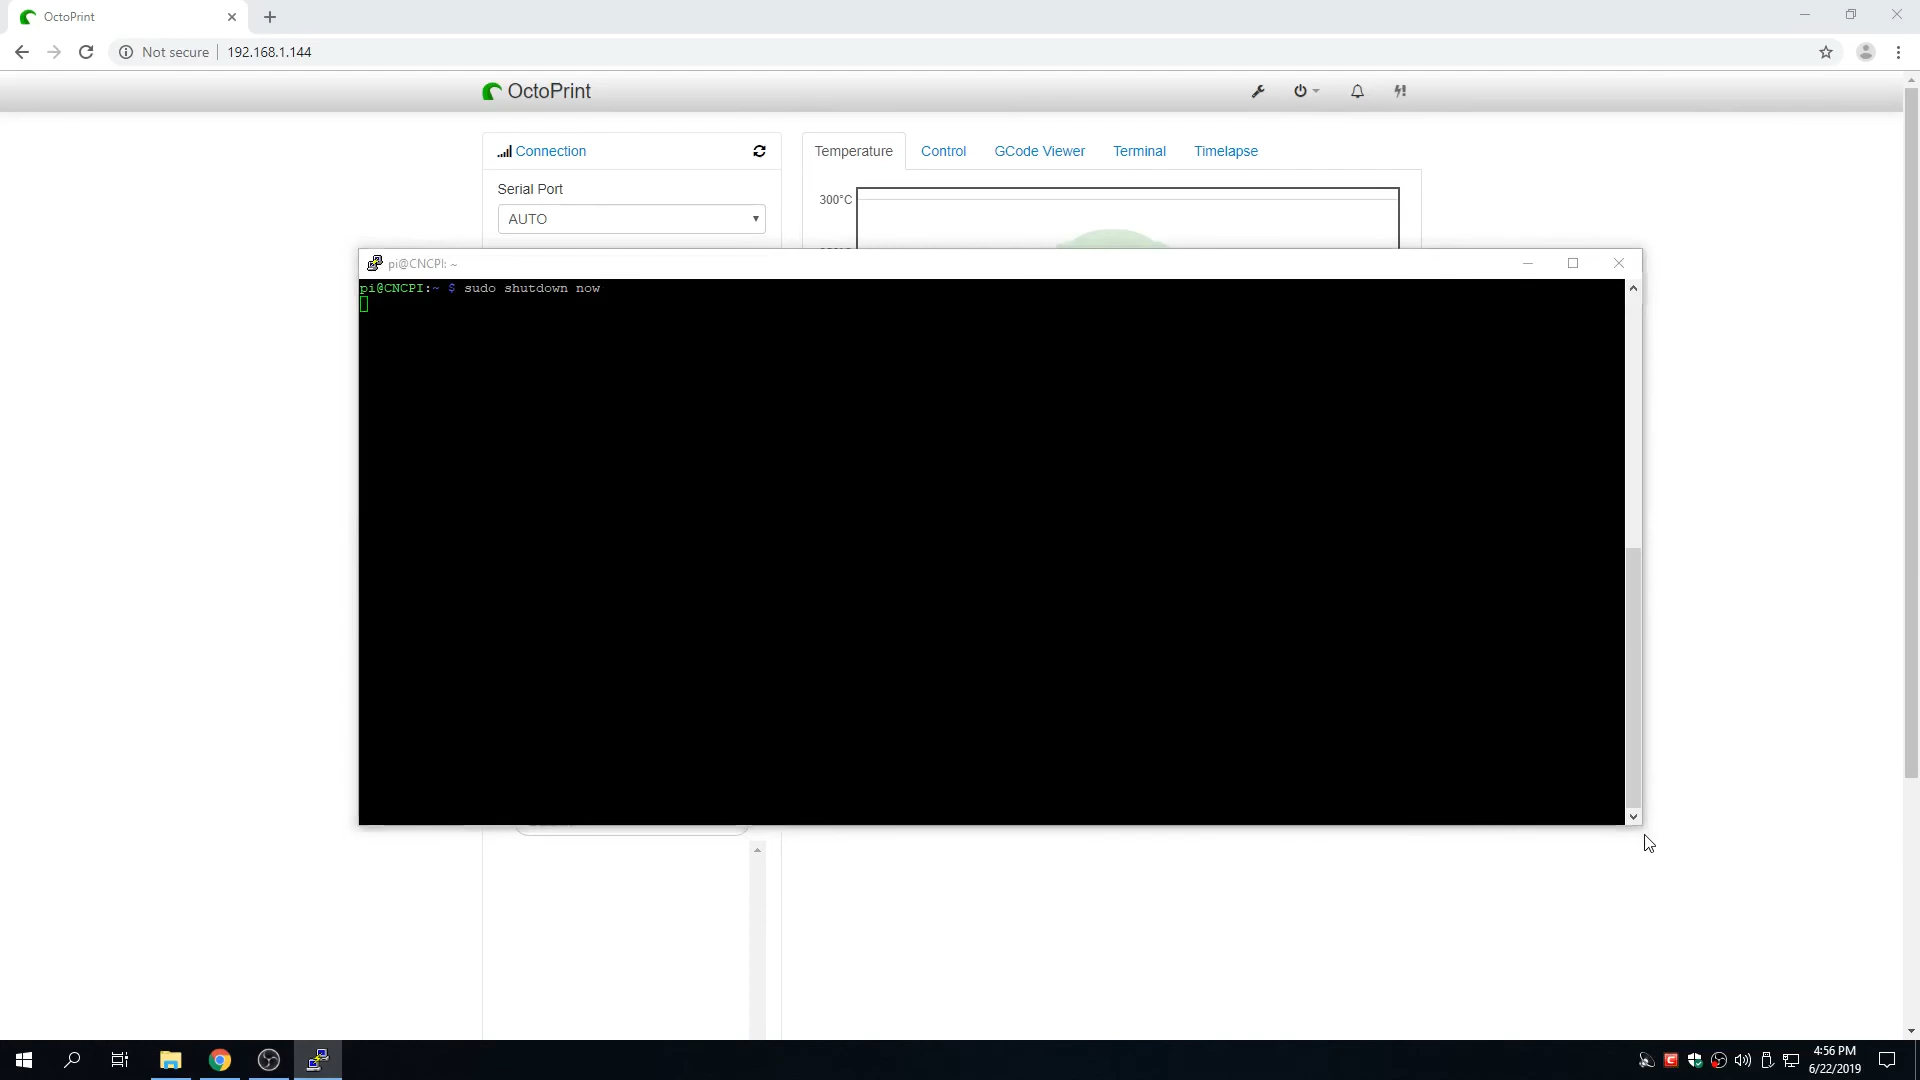 OctoPrint
Not secure
192.168.1.144
OctoPrint
Connection
Temperature
Control
GCode Viewer
Terminal
Timelapse
Serial Port
AUTO
300°C
pi@CNCPI: ~
pi@CNCPI:~ $ sudo shutdown now
4:56 PM
6/22/2019